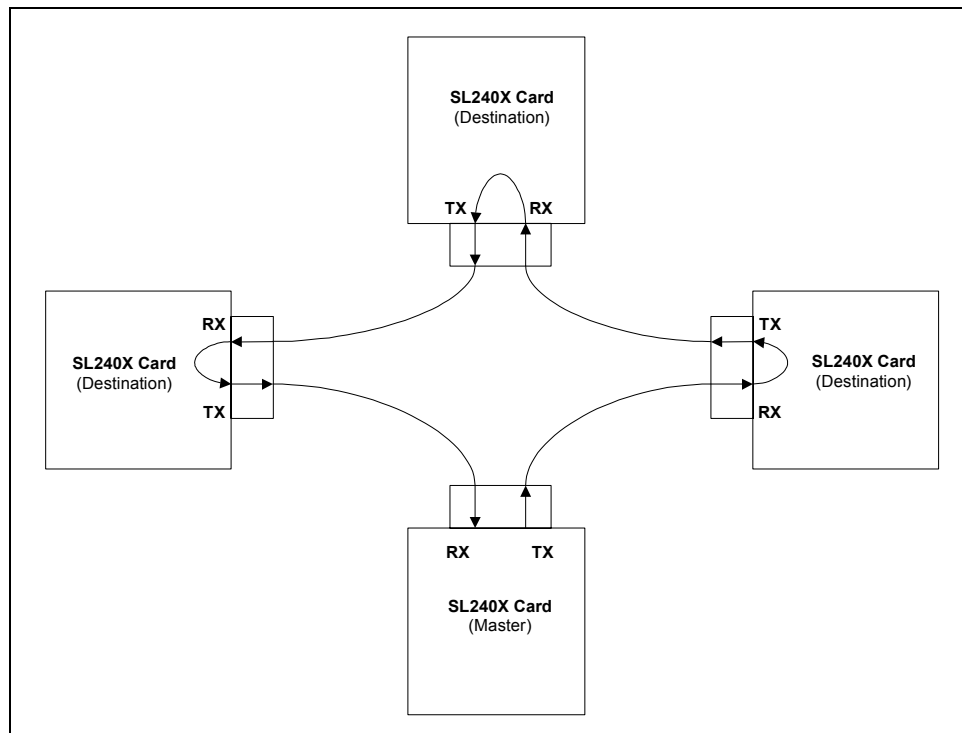 SL240X Card
(Destination)
TX
RX
RX
SL240X Card
(Destination)
TX
TX
SL240X Card
(Destination)
RX
RX
TX
SL240X Card
(Master)